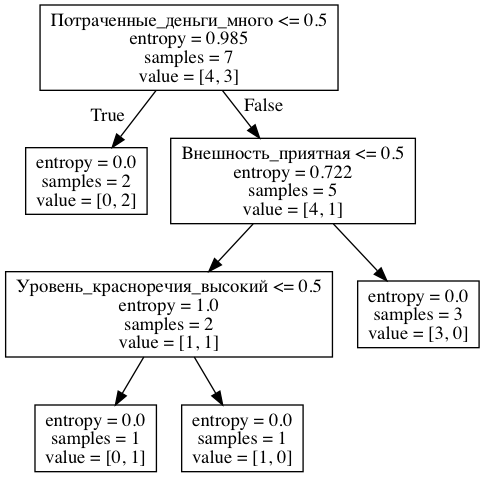 Потраченные_деньги_много <= 0.5
entropy = 0.985
samples = 7
value = [4, 3]
True
False
entropy = 0.0
samples = 2
value = [0, 2]
Внешность_приятная <= 0.5
entropy = 0.722
samples = 5
value = [4, 1]
Уровень_красноречия_высокий <= 0.5
entropy = 1.0
samples = 2
value = [1, 1]
entropy = 0.0
samples = 3
value = [3, 0]
entropy = 0.0
samples = 1
value = [0, 1]
entropy = 0.0
samples = 1
value = [1, 0]